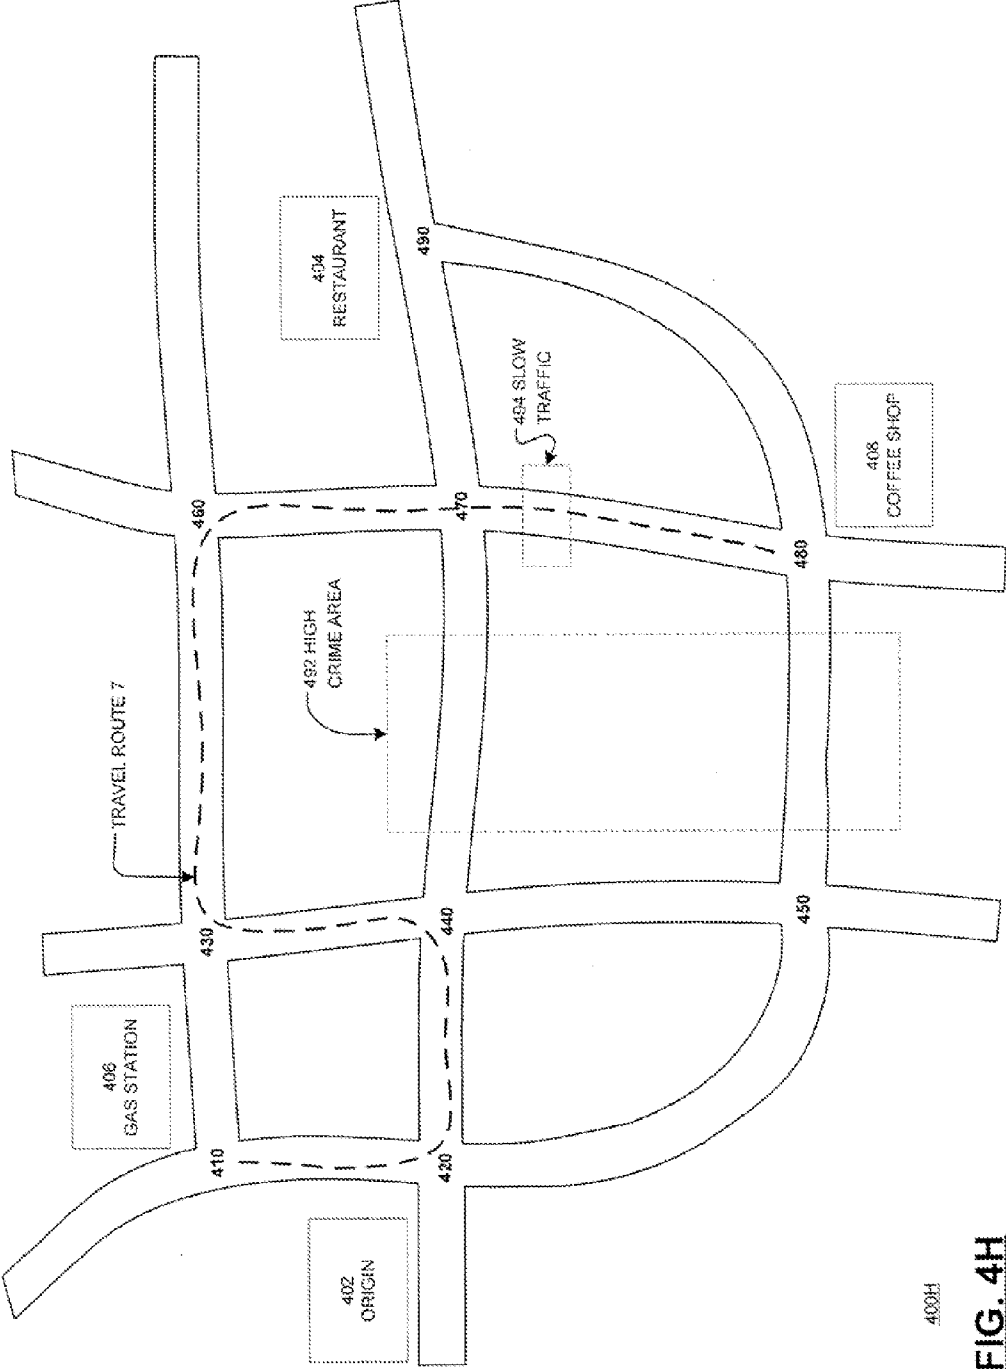 406
GAS STATION
TRAVEL ROUTE 7
410
430
460
402
ORIGIN
492 HIGH
CRIME AREA
404
RESTAURANT
420
440
470
490
494 SLOW
TRAFFIC
450
480
408
COFFEE SHOP
400H
FIG. 4H